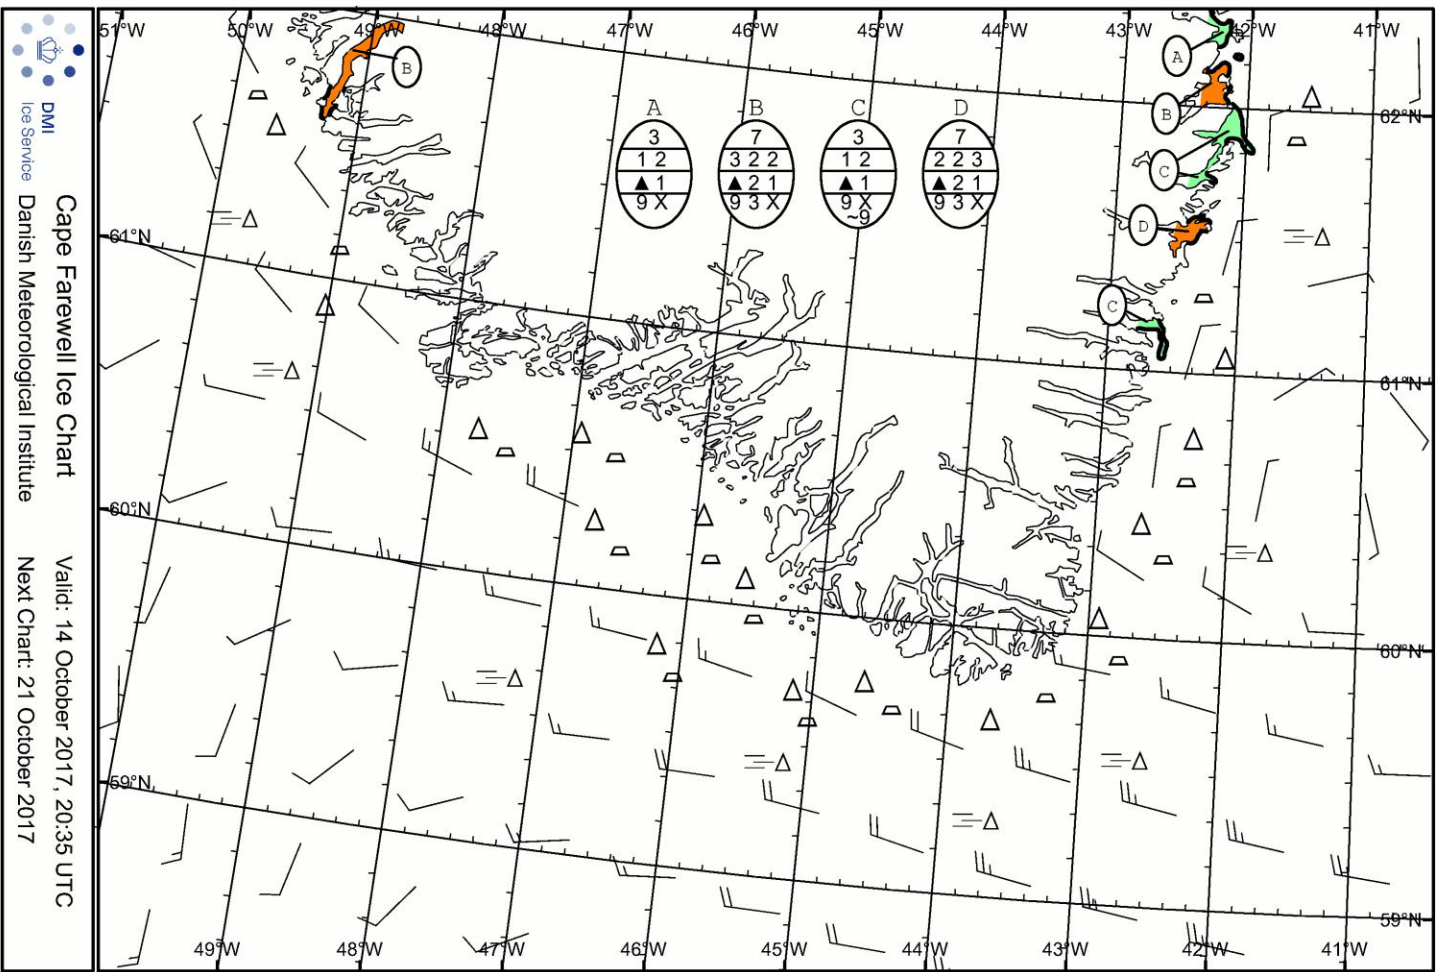 DMI
Ice Service
Cape Farewell Ice Chart
Danish Meteorological Institute
Valid: 14 October 2017, 20:35 UTC
Next Chart: 21 October 2017
51°W 50°W 49°W 48°W 47°W 46°W 45°W 44°W 43°W 42°W 41°W
A
B
B
C
D
C
A
3
1 2
▲ 1
9 X
B
7
3 2 2
▲ 2 1
9 3 X
C
3
1 2
▲ 1
9 X
~9
D
7
2 2 3
▲ 2 1
9 3 X
62°N
61°N
61°N
60°N
60°N
59°N
59°N
49°W 48°W 47°W 46°W 45°W 44°W 43°W 42°W 41°W